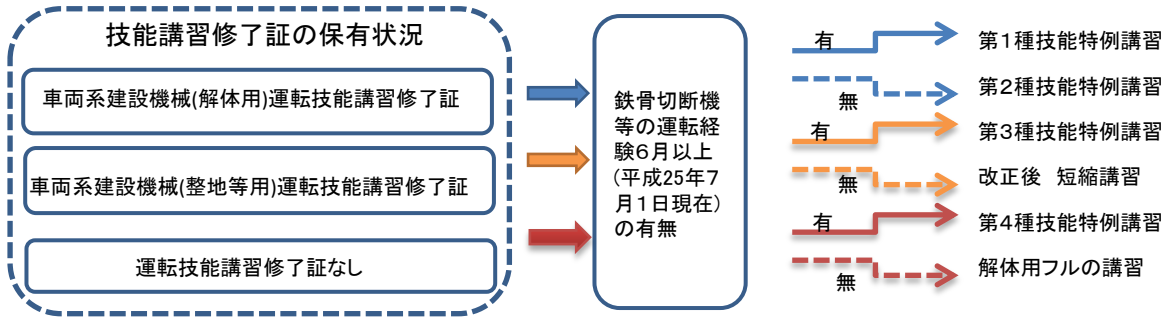 技能講習修了証の保有状況
車両系建設機械(解体用)運転技能講習修了証
車両系建設機械(整地等用)運転技能講習修了証
運転技能講習修了証なし
鉄骨切断機
等の運転経
験6月以上
(平成25年7
月1日現在)
の有無
有
第1種技能特例講習
無
第2種技能特例講習
有
第3種技能特例講習
無
改正後 短縮講習
有
第4種技能特例講習
無
解体用フルの講習